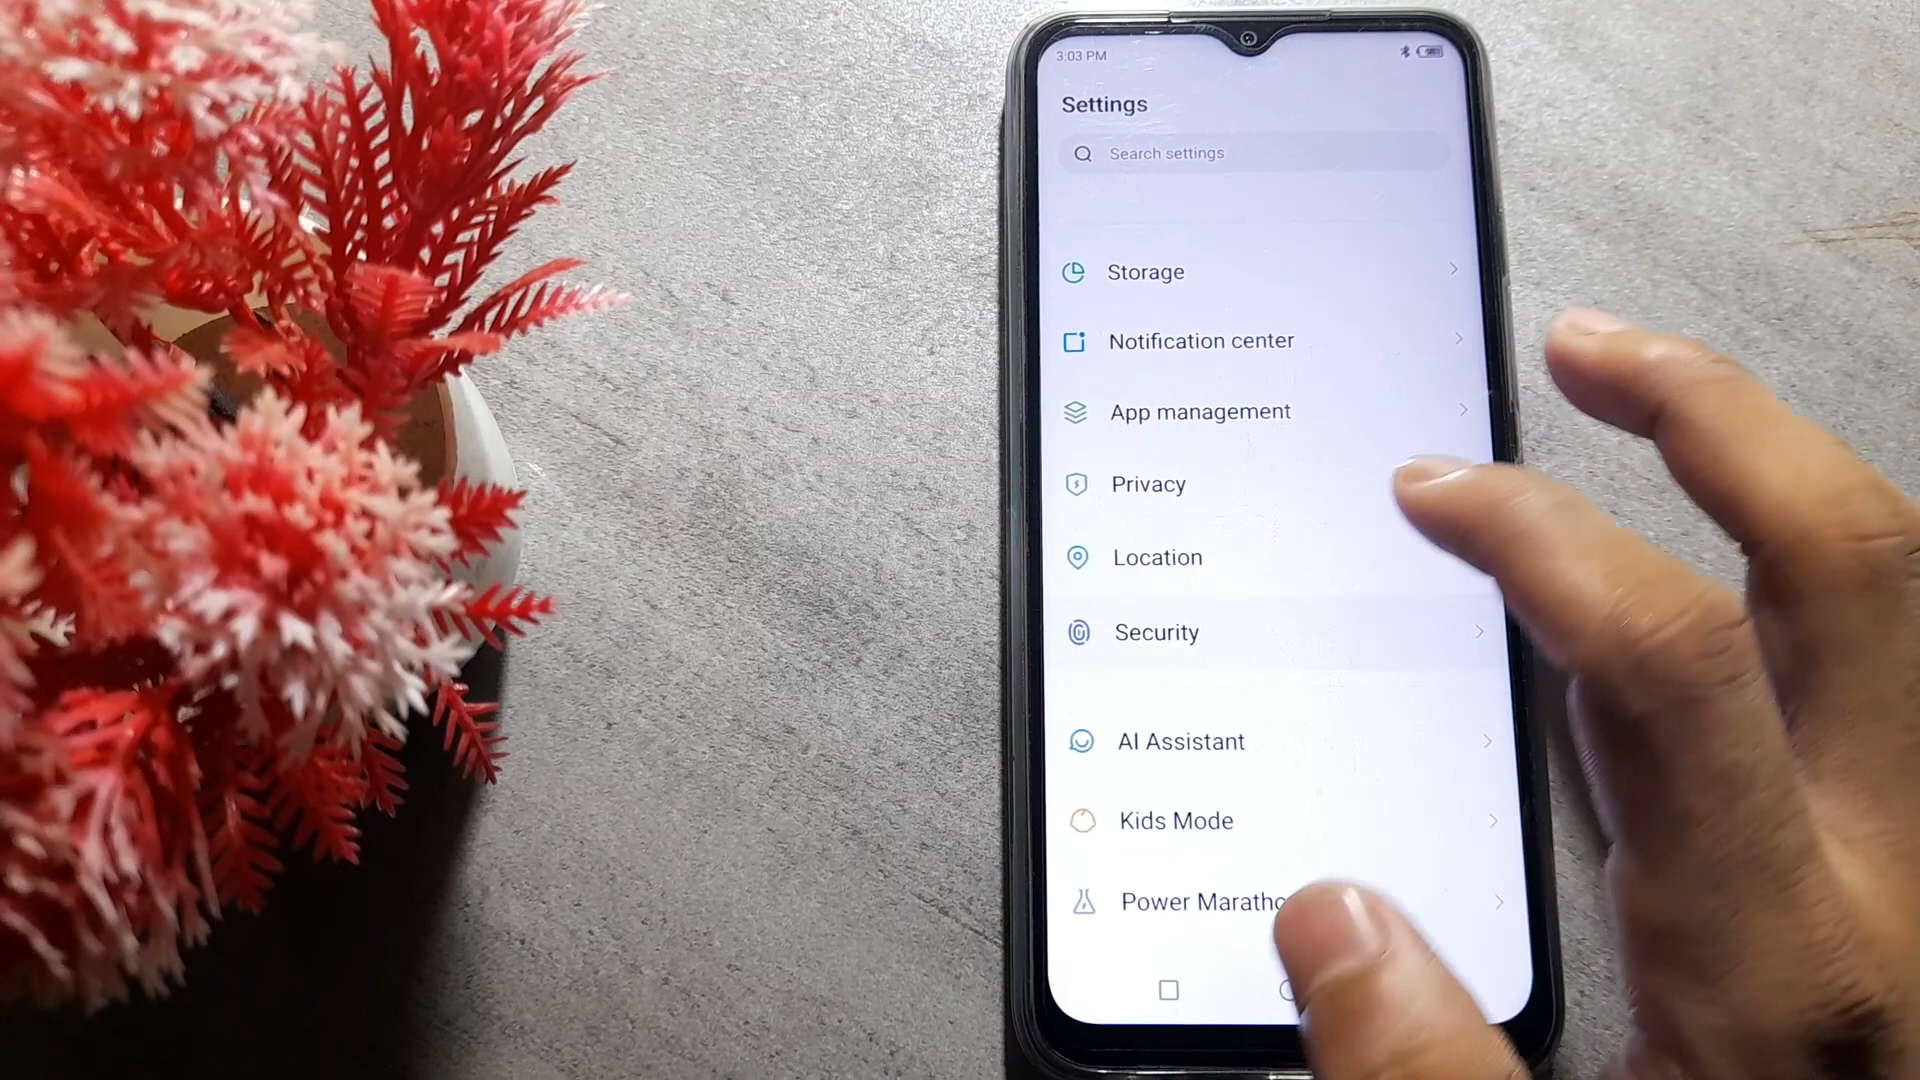 3:03 PM
Settings
Search settings
Storage
Notification center
App management
Privacy
Location
Security
AI Assistant
Kids Mode
Power